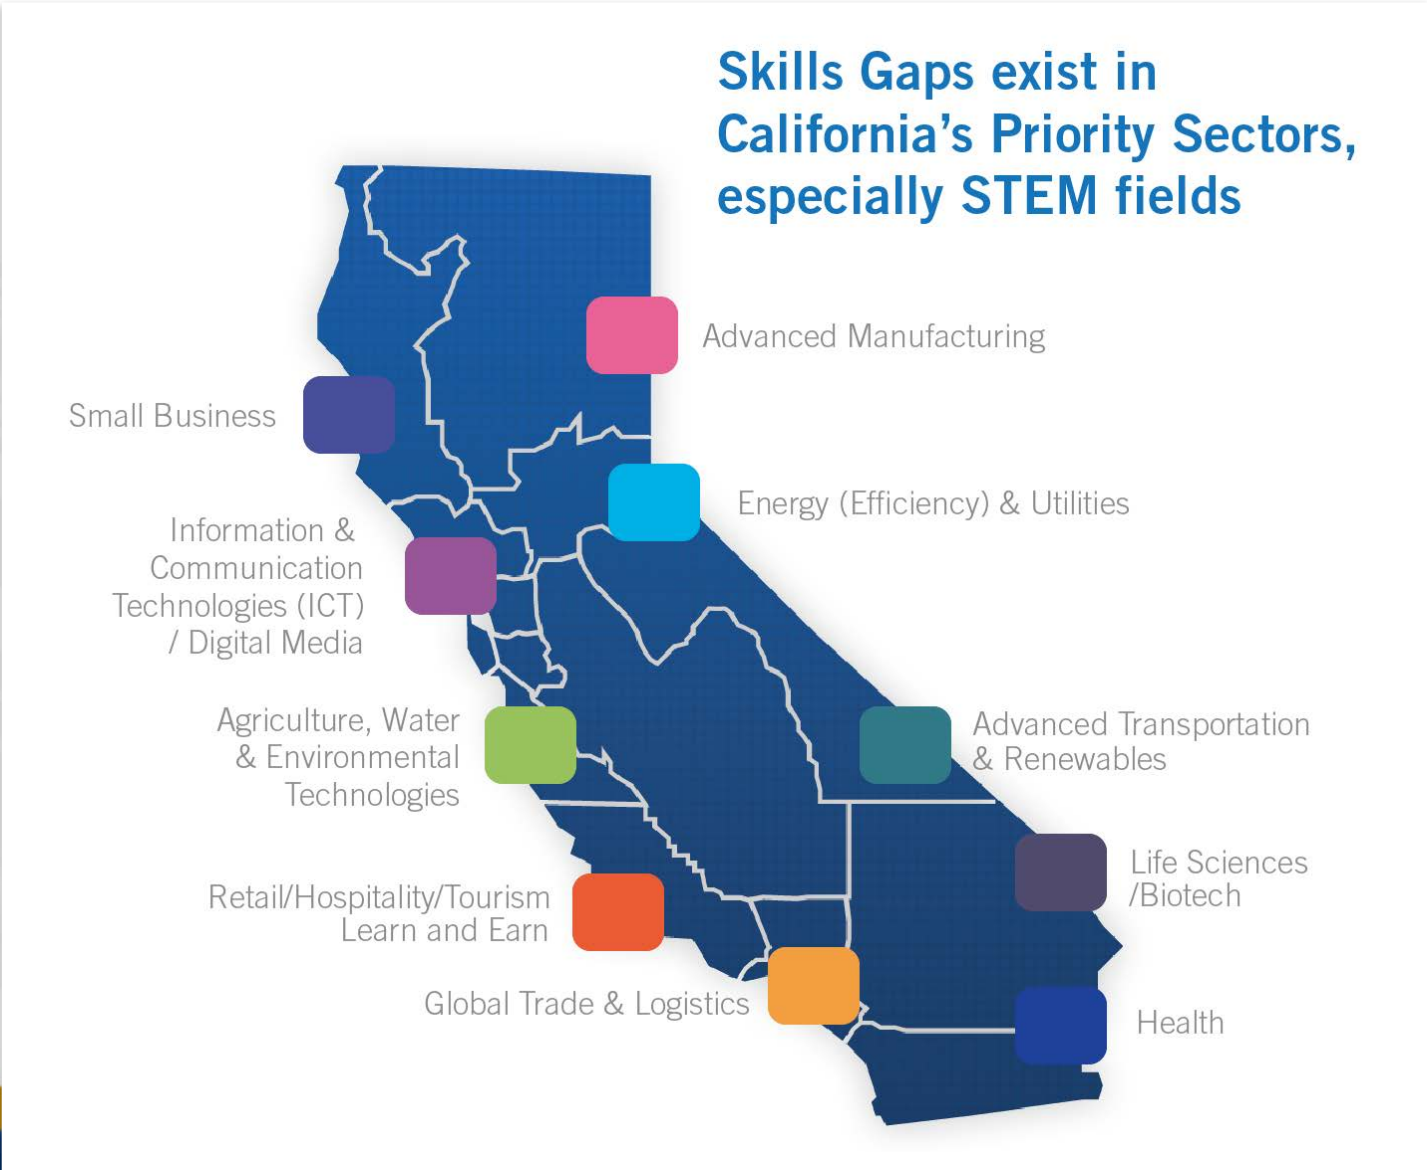 Skills Gaps exist in
California's Priority Sectors,
especially STEM fields
Advanced Manufacturing
Small Business
Energy (Efficiency) & Utilities
Information &
Communication
Technologies (ICT)
/ Digital Media
Agriculture, Water
& Environmental
Technologies
Advanced Transportation
& Renewables
Life Sciences
/Biotech
Retail/Hospitality/Tourism
Learn and Earn
Global Trade & Logistics
Health